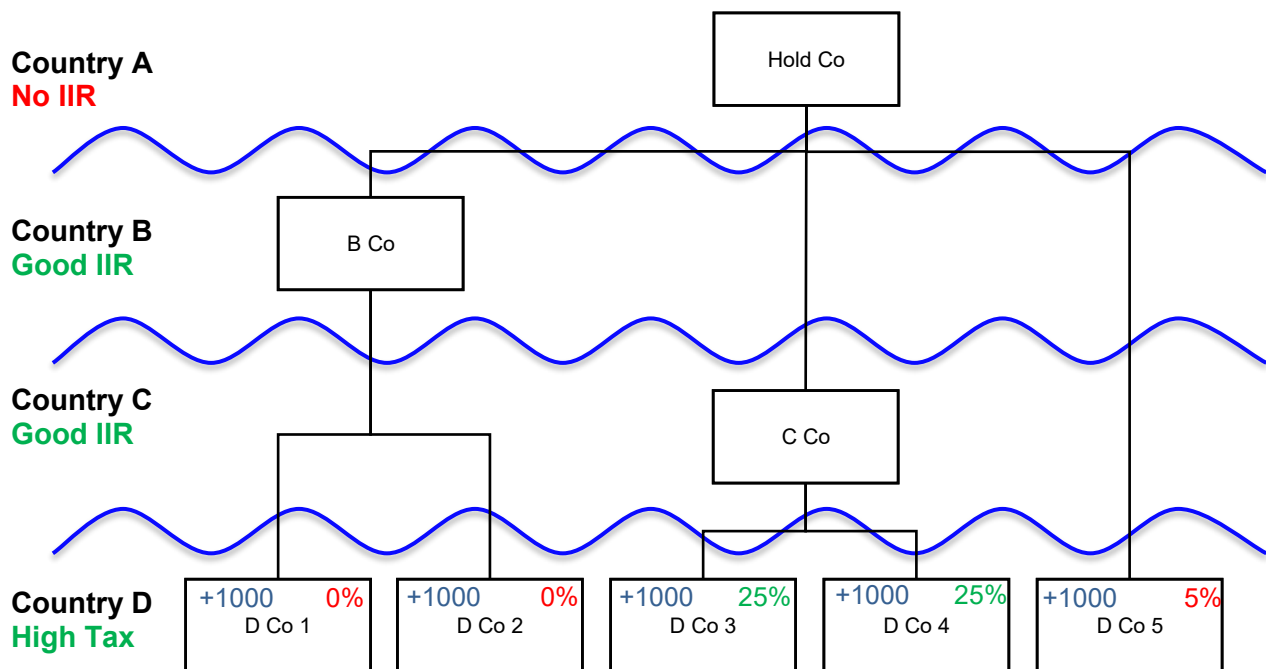 Hold Co
Country A
No IIR
Country B
Good IIR
B Co
Country C
Good IIR
C Co
Country D
High Tax
+1000 0%
D Co 1
+1000 0%
D Co 2
+1000 25%
D Co 3
+1000 25%
D Co 4
+1000 5%
D Co 5